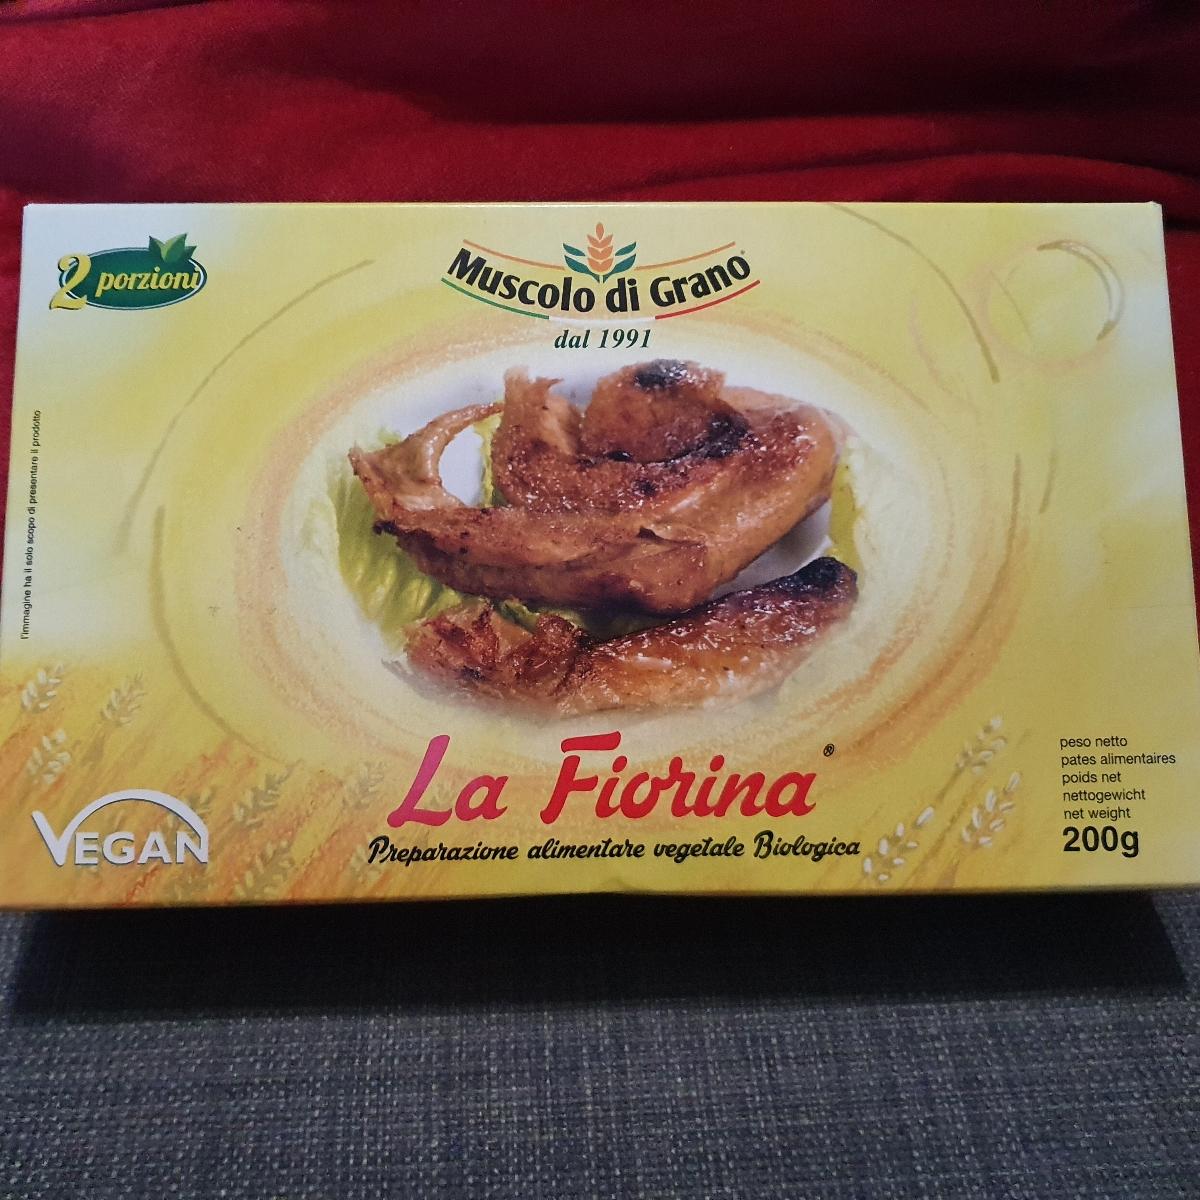 2 porzioni
Muscolo di Grano®
dal 1991
l'immagine ha il solo scopo di presentare il prodotto
La Fiorina®
Preparazione alimentare vegetale Biologica
VEGAN
peso netto
pates alimentaires
poids net
nettogewicht
net weight
200g